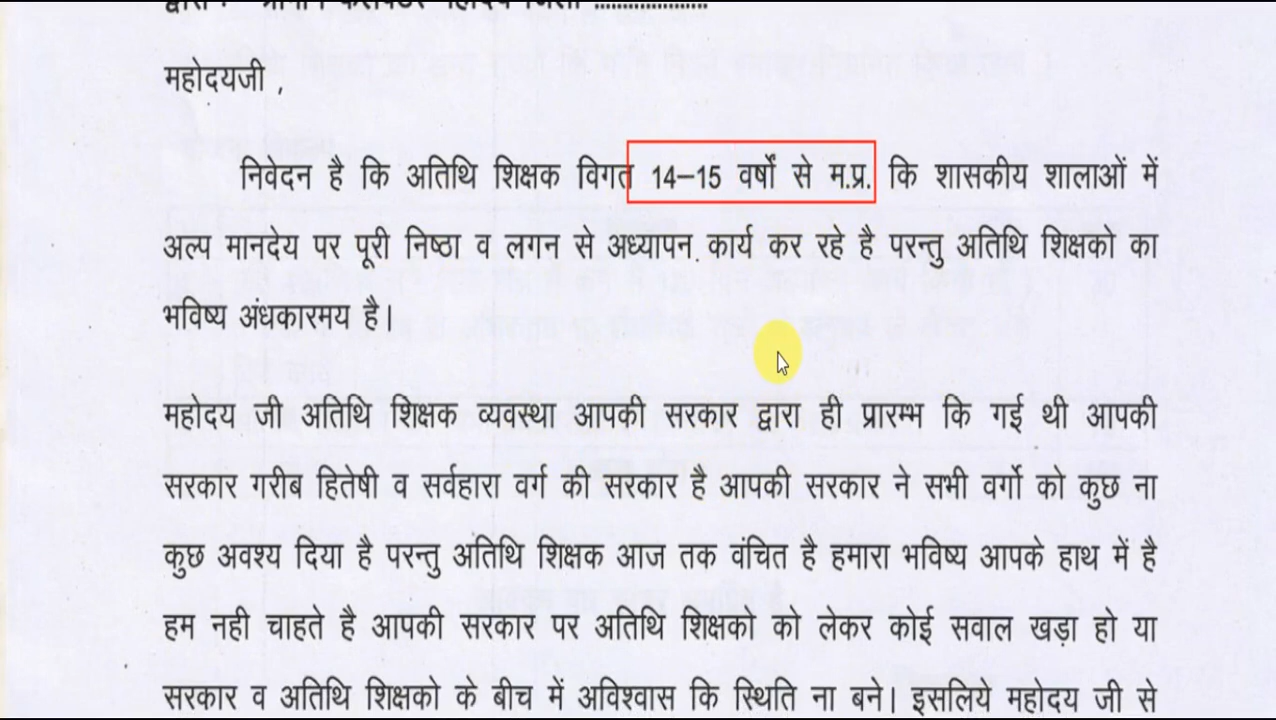 महोदयजी ,
निवेदन है कि अतिथि शिक्षक विगत 14–15 वर्षों से म.प्र. कि शासकीय शालाओं में
अल्प मानदेय पर पूरी निष्ठा व लगन से अध्यापन कार्य कर रहे है परन्तु अतिथि शिक्षको का
भविष्य अंधकारमय है।
महोदय जी अतिथि शिक्षक व्यवस्था आपकी सरकार द्वारा ही प्रारम्भ कि गई थी आपकी
सरकार गरीब हितेषी व सर्वहारा वर्ग की सरकार है आपकी सरकार ने सभी वर्गो को कुछ ना
कुछ अवश्य दिया है परन्तु अतिथि शिक्षक आज तक वंचित है हमारा भविष्य आपके हाथ में है
हम नही चाहते है आपकी सरकार पर अतिथि शिक्षको को लेकर कोई सवाल खड़ा हो या
सरकार व अतिथि शिक्षको के बीच में अविश्वास कि स्थिति ना बने। इसलिये महोदय जी से